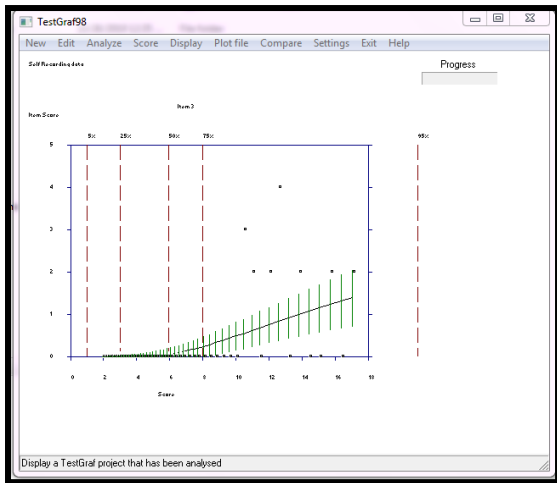 TestGraf98
New Edit Analyze Score Display Plot file Compare Settings Exit Help
Self Recording data
Progress
Item 3
Item Score
5% 25% 50% 75% 95%
5
4
3
2
1
0
0 2 4 6 8 10 12 14 16 18
Score
Display a TestGraf project that has been analysed